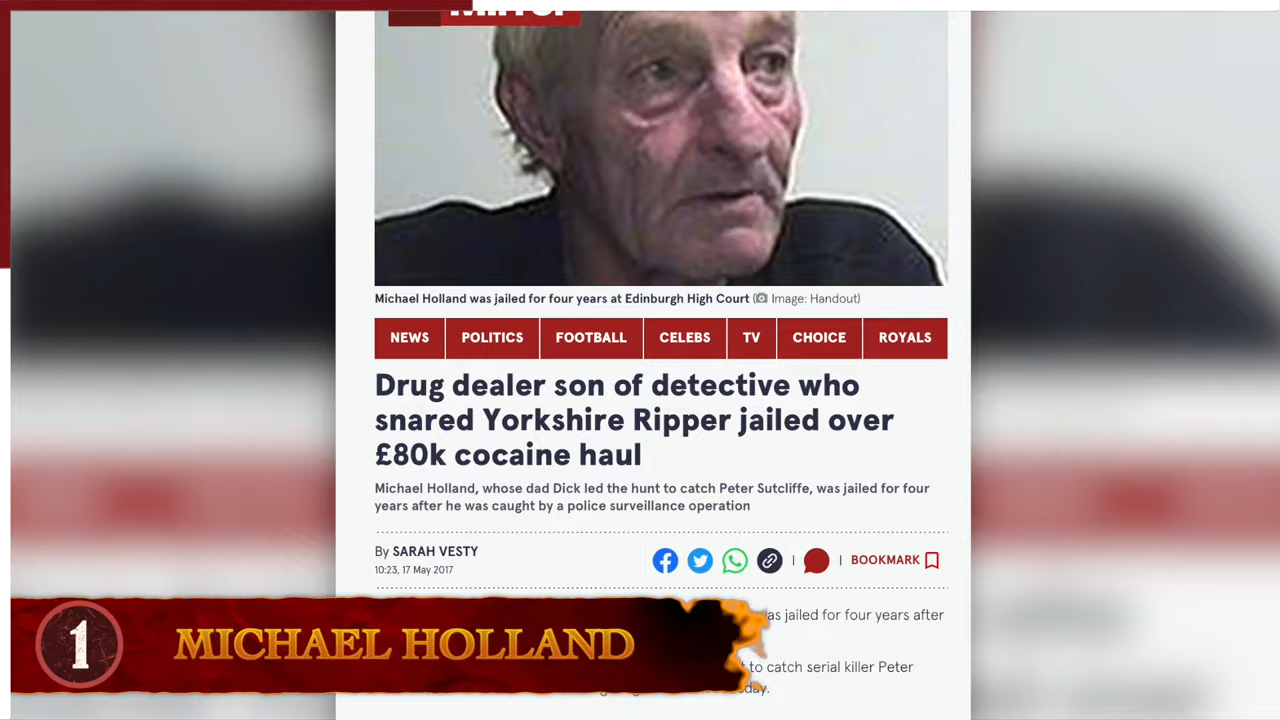 Michael Holland was jailed for four years at Edinburgh High Court (Image: Handout)
NEWS POLITICS FOOTBALL CELEBS TV CHOICE ROYALS
Drug dealer son of detective who
snared Yorkshire Ripper jailed over
£80k cocaine haul
Michael Holland, whose dad Dick led the hunt to catch Peter Sutcliffe, was jailed for four
years after he was caught by a police surveillance operation
By SARAH VESTY
10:23, 17 May 2017
| | BOOKMARK
jailed for four years after
1 MICHAEL HOLLAND
to catch serial killer Peter